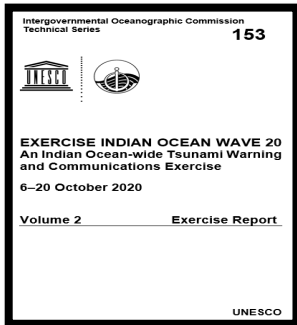 Intergovernmental Oceanographic Commission
Technical Series
153
UNESCO
EXERCISE INDIAN OCEAN WAVE 20
An Indian Ocean-wide Tsunami Warning
and Communications Exercise
6–20 October 2020
Volume 2 Exercise Report
UNESCO